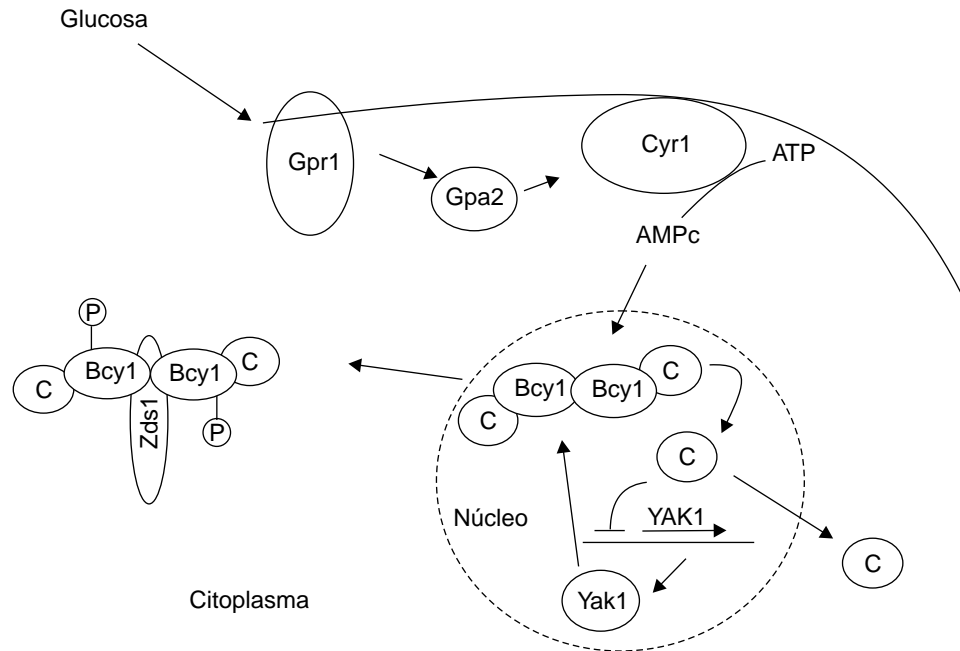 Glucosa
Gpr1
Gpa2
Cyr1
ATP
AMPc
P
C
Bcy1
Bcy1
C
P
Zds1
C
Bcy1
Bcy1
C
C
Núcleo
YAK1
Yak1
C
Citoplasma